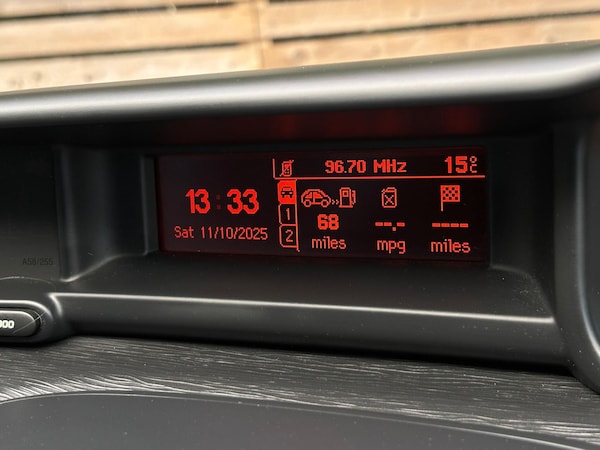 96.70 MHz 15°C
13:33
Sat 11/10/2025
1
2
68
miles
--.-
mpg
----
miles